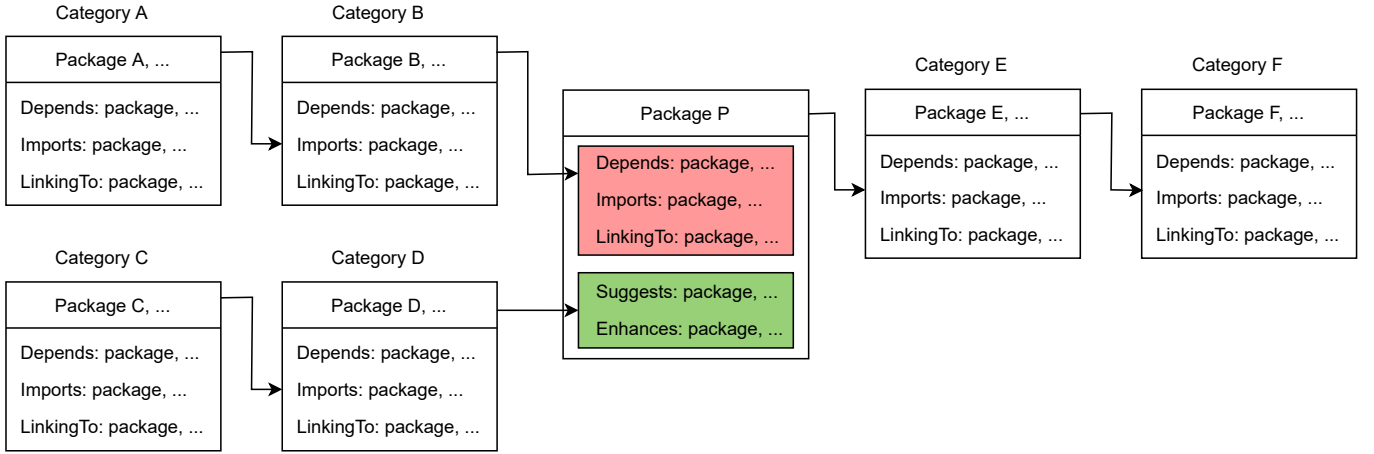 Category A
Package A, ...
Depends: package, ...
Imports: package, ...
LinkingTo: package, ...
Category B
Package B, ...
Depends: package, ...
Imports: package, ...
LinkingTo: package, ...
Category C
Package C, ...
Depends: package, ...
Imports: package, ...
LinkingTo: package, ...
Category D
Package D, ...
Depends: package, ...
Imports: package, ...
LinkingTo: package, ...
Package P
Depends: package, ...
Imports: package, ...
LinkingTo: package, ...
Suggests: package, ...
Enhances: package, ...
Category E
Package E, ...
Depends: package, ...
Imports: package, ...
LinkingTo: package, ...
Category F
Package F, ...
Depends: package, ...
Imports: package, ...
LinkingTo: package, ...